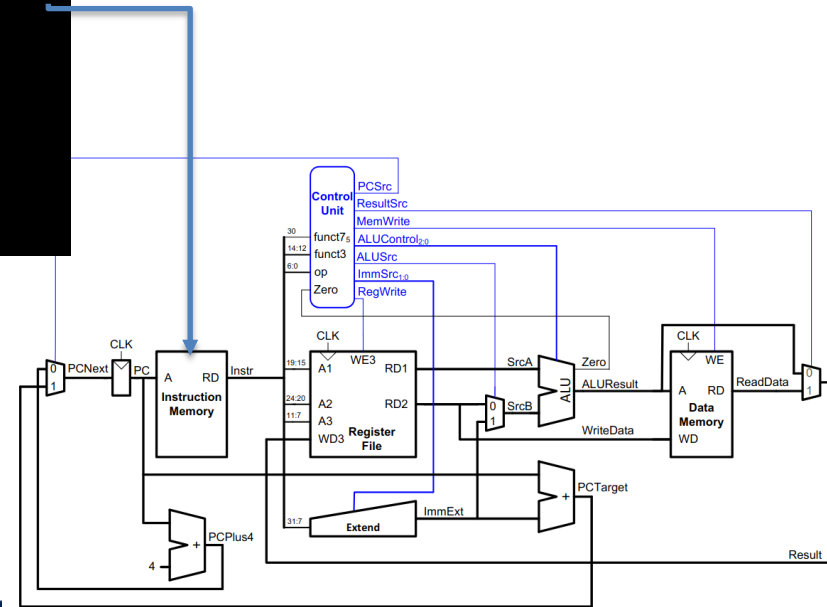 PCSrc
Control
Unit
ResultSrc
MemWrite
30
funct7₅
ALUControl₂:₀
14:12
funct3
ALUSrc
6:0
op
ImmSrc₁:₀
Zero
RegWrite
CLK
CLK
CLK
0
1
PCNext
PC
A
RD
Instr
Instruction
Memory
19:15
A1
WE3
RD1
SrcA
Zero
ALU
ALUResult
WE
A
RD
ReadData
0
1
24:20
A2
RD2
0
1
SrcB
11:7
A3
WD3
Register
File
WriteData
Data
Memory
WD
+
PCTarget
31:7
Extend
ImmExt
+
PCPlus4
4
Result